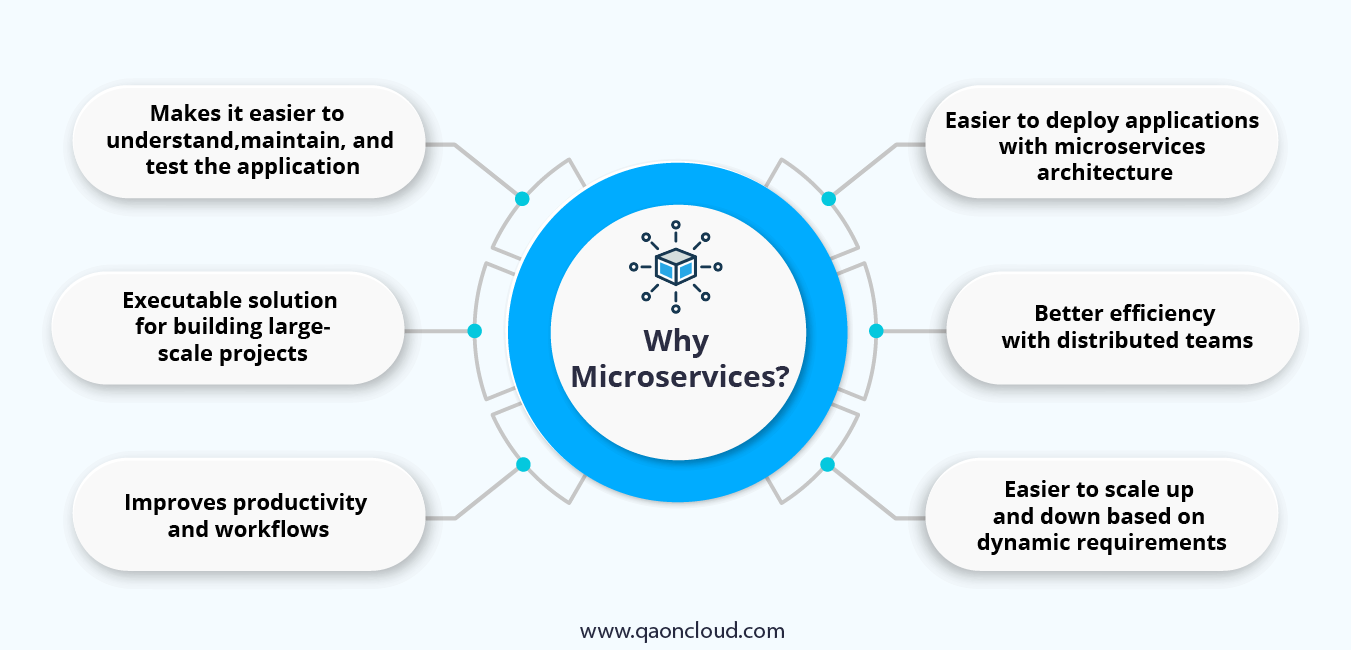 Makes it easier to
understand,maintain, and
test the application
Executable solution
for building large-
scale projects
Improves productivity
and workflows
Why
Microservices?
Easier to deploy applications
with microservices
architecture
Better efficiency
with distributed teams
Easier to scale up
and down based on
dynamic requirements
www.qaoncloud.com